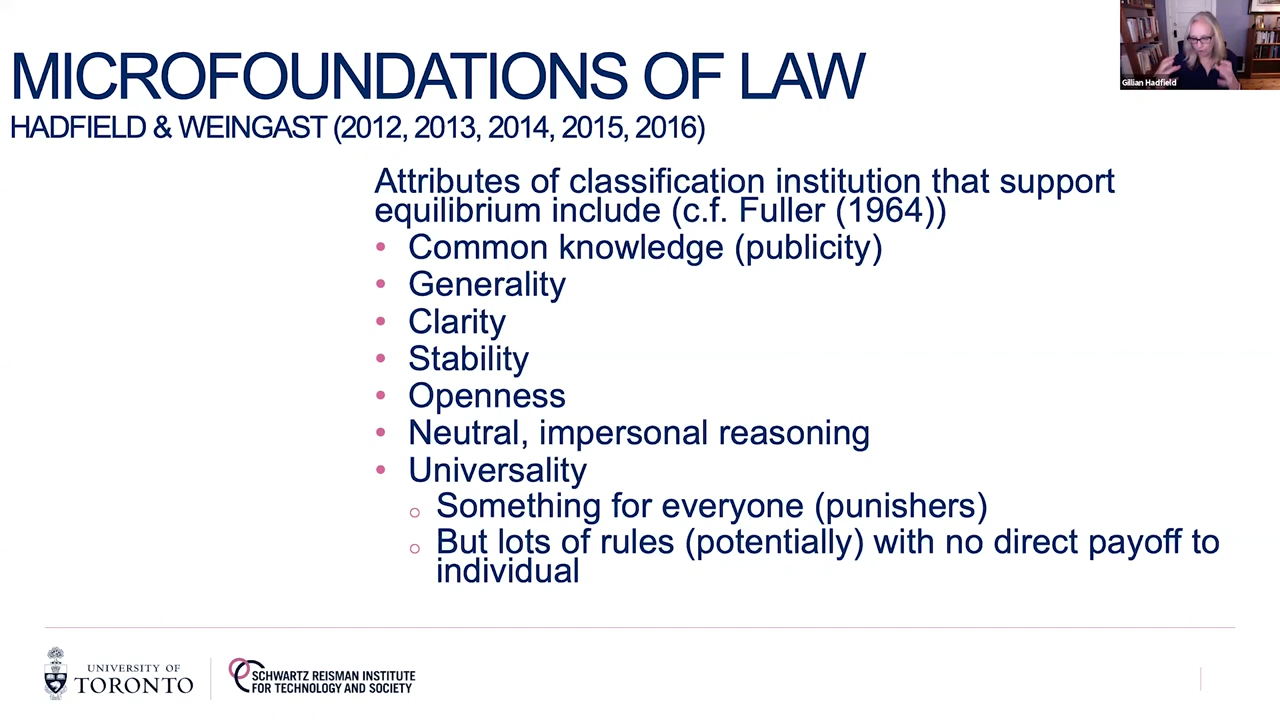 MICROFOUNDATIONS OF LAW
HADFIELD & WEINGAST (2012, 2013, 2014, 2015, 2016)
Gillian Hadfield
Attributes of classification institution that support
equilibrium include (c.f. Fuller (1964))
• Common knowledge (publicity)
• Generality
• Clarity
• Stability
• Openness
• Neutral, impersonal reasoning
• Universality
○ Something for everyone (punishers)
○ But lots of rules (potentially) with no direct payoff to
individual
UNIVERSITY OF
TORONTO
SCHWARTZ REISMAN INSTITUTE
FOR TECHNOLOGY AND SOCIETY